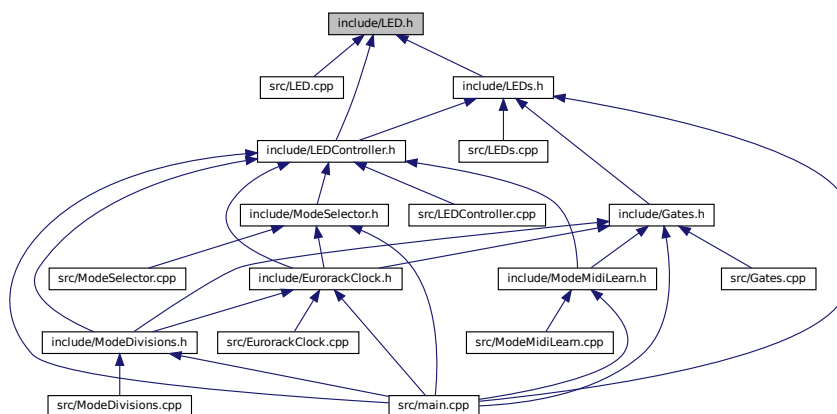 include/LED.h
src/LED.cpp
include/LEDs.h
include/LEDController.h
src/LEDs.cpp
include/ModeSelector.h
src/LEDController.cpp
include/Gates.h
src/ModeSelector.cpp
include/EurorackClock.h
include/ModeMidiLearn.h
src/Gates.cpp
include/ModeDivisions.h
src/EurorackClock.cpp
src/ModeMidiLearn.cpp
src/ModeDivisions.cpp
src/main.cpp